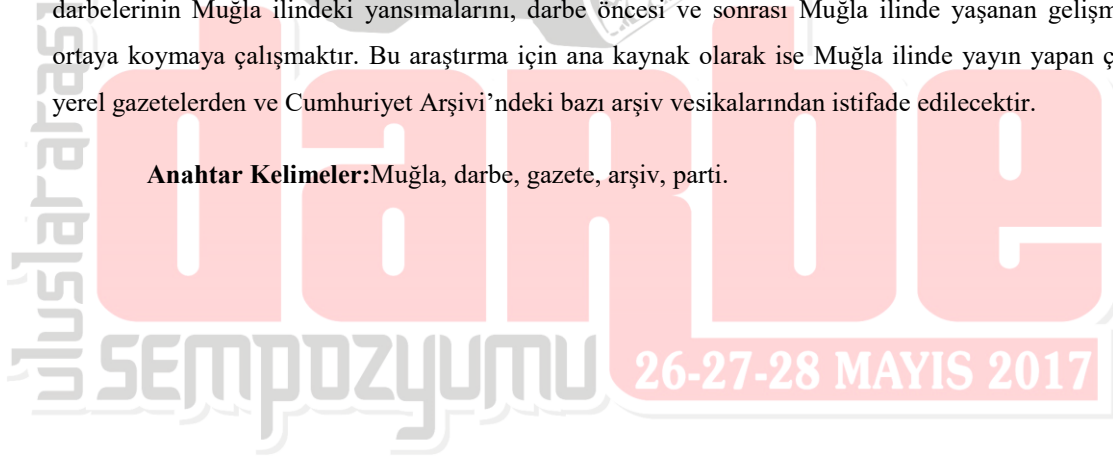 darbelerinin Muğla ilindeki yansımalarını, darbe öncesi ve sonrası Muğla ilinde yaşanan
ortaya koymaya çalışmaktır. Bu araştırma için ana kaynak olarak ise Muğla ilinde yayın yapan
yerel gazetelerden ve Cumhuriyet Arşivi’ndeki bazı arşiv vesikalarından istifade edilecektir.
Anahtar Kelimeler:Muğla, darbe, gazete, arşiv, parti.
uluslararası
darbe
SEMPOZYUMU
26-27-28 MAYIS 2017